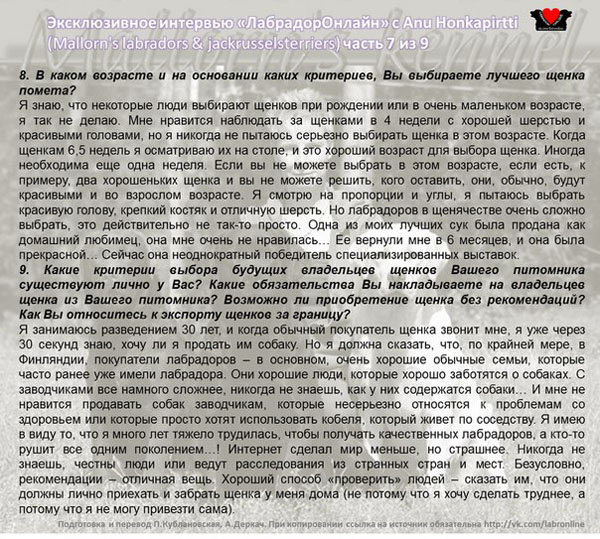 Эксклюзивное интервью «ЛабрадорОнлайн» с Anu Honkapirtti
(Mallorn's labradors & jackrusselsterriers) часть 7 из 9
8. В каком возрасте и на основании каких критериев, Вы выбираете лучшего щенка
помета?
Я знаю, что некоторые люди выбирают щенков при рождении или в очень маленьком возрасте,
я так не делаю. Мне нравится наблюдать за щенками в 4 недели с хорошей шерстью и
красивыми головами, но я никогда не пытаюсь серьезно выбирать щенка в этом возрасте. Когда
щенкам 6,5 недель я осматриваю их на столе, и это хороший возраст для выбора щенка. Иногда
необходима еще одна неделя. Если вы не можете выбрать в этом возрасте, если есть, к
примеру, два хорошеньких щенка и вы не можете решить, кого оставить, они, обычно, будут
красивыми и во взрослом возрасте. Я смотрю на пропорции и углы, я пытаюсь выбрать
красивую голову, крепкий костяк и отличную шерсть. Но лабрадоров в щенячестве очень сложно
выбрать, это действительно не так-то просто. Одна из моих лучших сук была продана как
домашний любимец, она мне очень не нравилась... Ее вернули мне в 6 месяцев, и она была
прекрасной... Сейчас она неоднократный победитель специализированных выставок.
9. Какие критерии выбора будущих владельцев щенков Вашего питомника
существуют лично у Вас? Какие обязательства Вы накладываете на владельцев
щенка из Вашего питомника? Возможно ли приобретение щенка без рекомендаций?
Как Вы относитесь к экспорту щенков за границу?
Я занимаюсь разведением 30 лет, и когда обычный покупатель щенка звонит мне, я уже через
30 секунд знаю, хочу ли я продать им собаку. Но я должна сказать, что, по крайней мере, в
Финляндии, покупатели лабрадоров – в основном, очень хорошие обычные семьи, которые
часто ранее уже имели лабрадора. Они хорошие люди, которые хорошо заботятся о собаках. С
заводчиками все намного сложнее, никогда не знаешь, как у них содержатся собаки... И мне не
нравится продавать собак заводчикам, которые несерьезно относятся к проблемам со
здоровьем или которые просто хотят использовать кобеля, который живет по соседству. Я имею
в виду то, что я много лет тяжело трудилась, чтобы получать качественных лабрадоров, а кто-то
рушит все одним поколением...! Интернет сделал мир меньше, но страшнее. Никогда не
знаешь, честны люди или ведут расследования из странных стран и мест. Безусловно,
рекомендации – отличная вещь. Хороший способ «проверить» людей – сказать им, что они
должны лично приехать и забрать щенка у меня дома (не потому что я хочу сделать труднее, а
потому что я не могу привезти сама).
Подготовка и перевод П.Кублановская, А.Деркач. При копировании ссылка на источник обязательна http://vk.com/labronline
Mallorn's Kennel